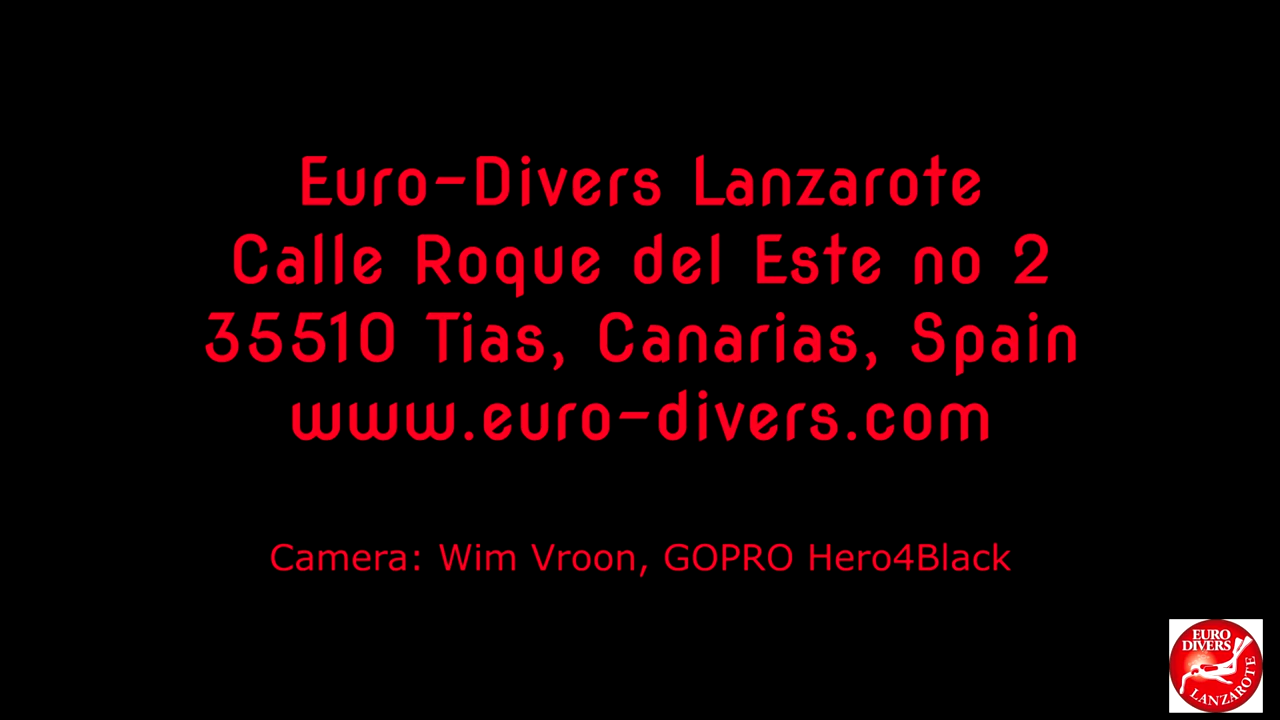 Euro-Divers Lanzarote
Calle Roque del Este no 2
35510 Tias, Canarias, Spain
www.euro-divers.com
Camera: Wim Vroon, GOPRO Hero4Black
EURO
DIVERS
LANZAROTE